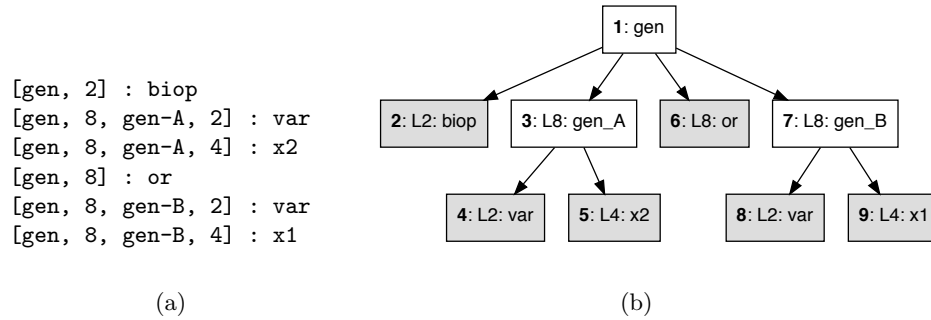 [gen, 2] : biop
[gen, 8, gen-A, 2] : var
[gen, 8, gen-A, 4] : x2
[gen, 8] : or
[gen, 8, gen-B, 2] : var
[gen, 8, gen-B, 4] : x1
(a)
1: gen
2: L2: biop
3: L8: gen_A
6: L8: or
7: L8: gen_B
4: L2: var
5: L4: x2
8: L2: var
9: L4: x1
(b)